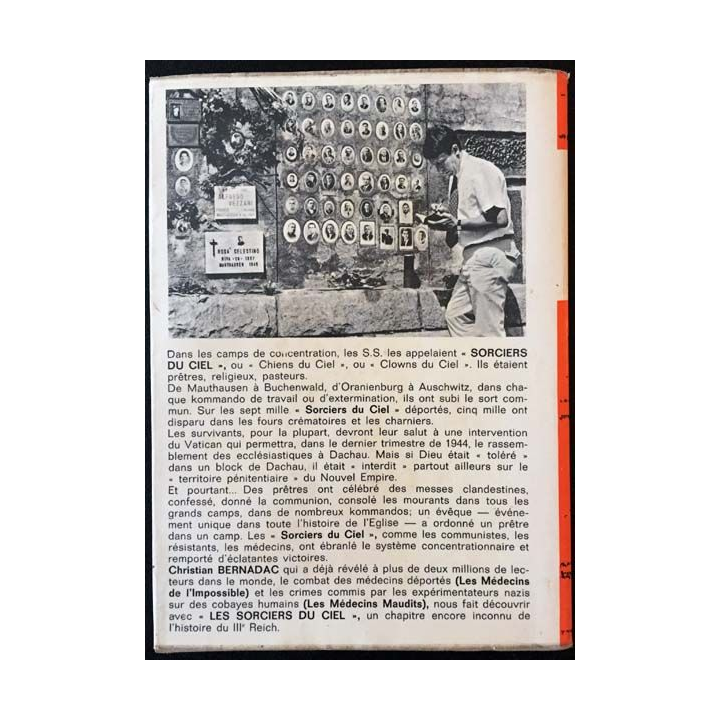 ALFREDO
VEZZANI
ROSA CELESTINO
MAUTHAUSEN 1945
Dans les camps de concentration, les S.S. les appelaient « SORCIERS
DU CIEL », ou « Chiens du Ciel », ou « Clowns du Ciel ». Ils étaient
prêtres, religieux, pasteurs.
De Mauthausen à Buchenwald, d'Oranienburg à Auschwitz, dans cha-
que kommando de travail ou d'extermination, ils ont subi le sort com-
mun. Sur les sept mille « Sorciers du Ciel » déportés, cinq mille ont
disparu dans les fours crématoires et les charniers.
Les survivants, pour la plupart, devront leur salut à une intervention
du Vatican qui permettra, dans le dernier trimestre de 1944, le rassem-
blement des ecclésiastiques à Dachau. Mais si Dieu était « toléré »
dans un block de Dachau, il était « interdit » partout ailleurs sur le
« territoire pénitentiaire » du Nouvel Empire.
Et pourtant... Des prêtres ont célébré des messes clandestines,
confessé, donné la communion, consolé les mourants dans tous les
grands camps, dans de nombreux kommandos; un évêque — événe-
ment unique dans toute l'histoire de l'Eglise — a ordonné un prêtre
dans un camp. Les « Sorciers du Ciel », comme les communistes, les
résistants, les médecins, ont ébranlé le système concentrationnaire et
remporté d'éclatantes victoires.
Christian BERNADAC qui a déjà révélé à plus de deux millions de lec-
teurs dans le monde, le combat des médecins déportés (Les Médecins
de l'Impossible) et les crimes commis par les expérimentateurs nazis
sur des cobayes humains (Les Médecins Maudits), nous fait découvrir
avec « LES SORCIERS DU CIEL », un chapitre encore inconnu de
l'histoire du IIIe Reich.